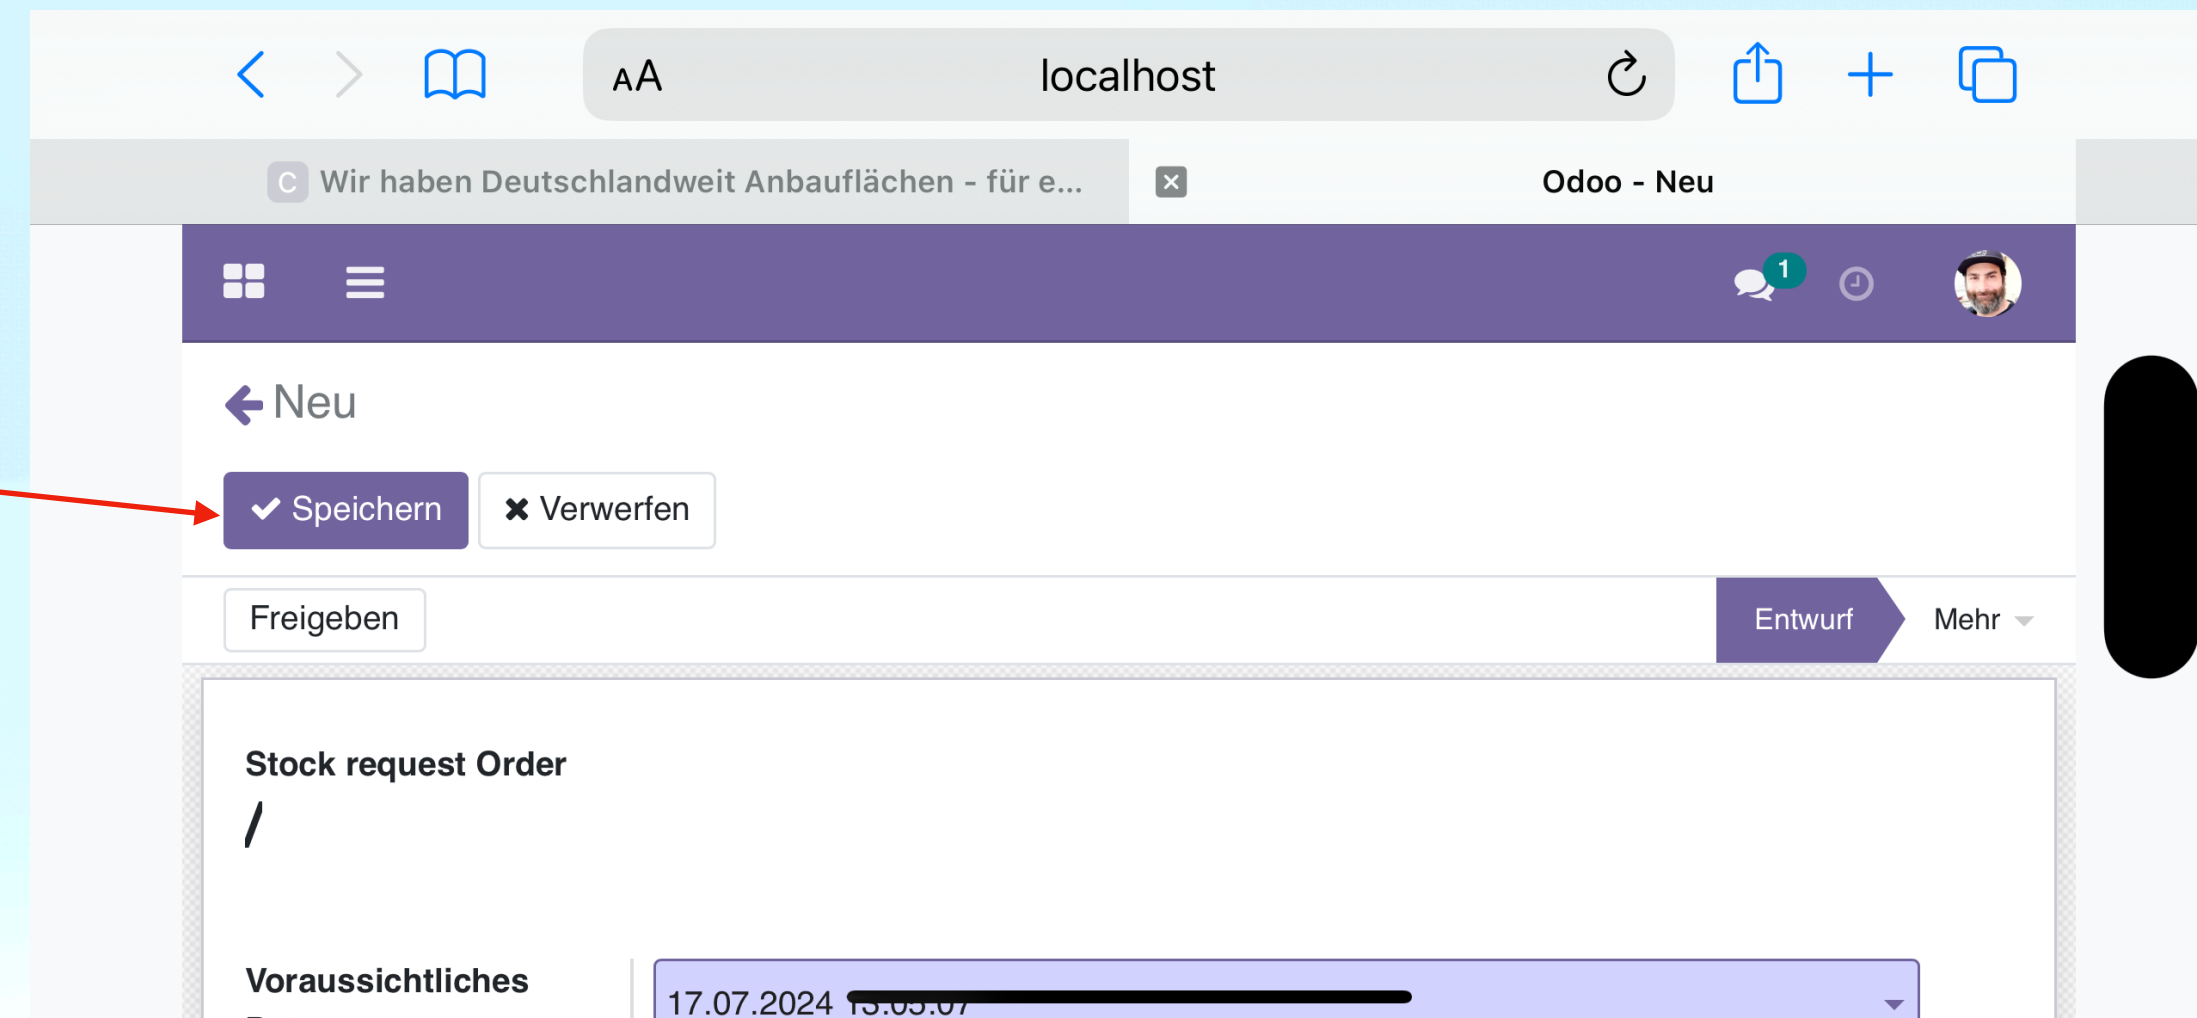 AA localhost
C Wir haben Deutschlandweit Anbauflächen - für e...
Odoo - Neu
1
Neu
Speichern Verwerfen
Freigeben Entwurf Mehr
Stock request Order
/
Voraussichtliches
17.07.2024